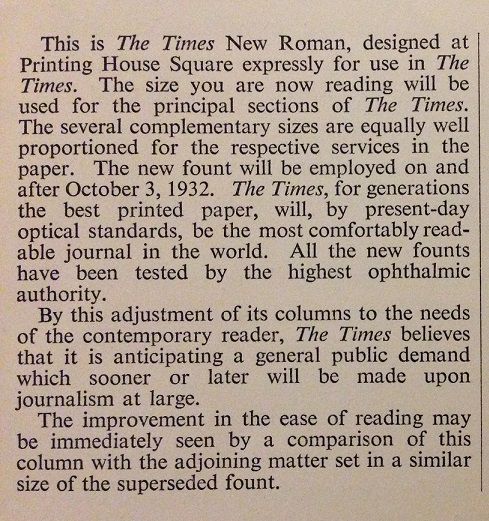 This is The Times New Roman, designed at
Printing House Square expressly for use in The
Times. The size you are now reading will be
used for the principal sections of The Times.
The several complementary sizes are equally well
proportioned for the respective services in the
paper. The new fount will be employed on and
after October 3, 1932. The Times, for generations
the best printed paper, will, by present-day
optical standards, be the most comfortably read-
able journal in the world. All the new founts
have been tested by the highest ophthalmic
authority.
By this adjustment of its columns to the needs
of the contemporary reader, The Times believes
that it is anticipating a general public demand
which sooner or later will be made upon
journalism at large.
The improvement in the ease of reading may
be immediately seen by a comparison of this
column with the adjoining matter set in a similar
size of the superseded fount.